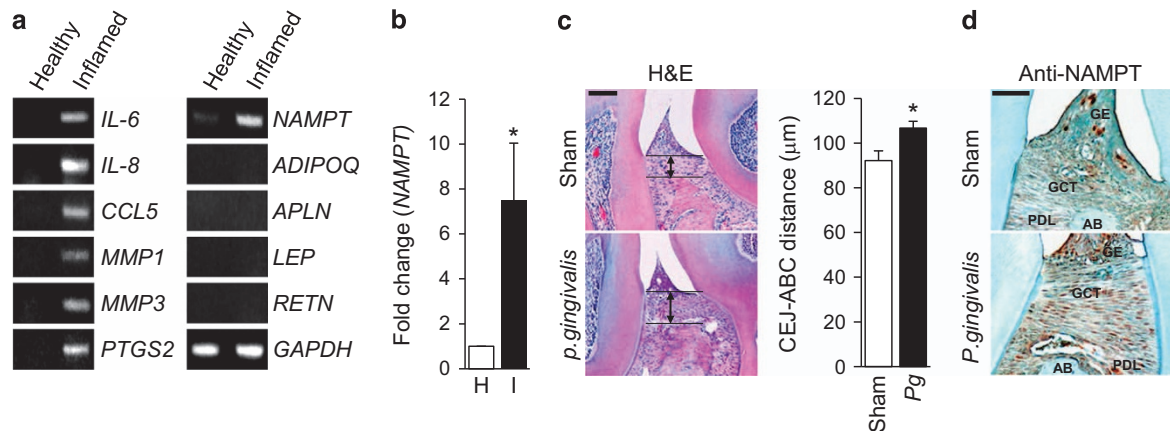 a
Healthy
Inflamed
IL-6
IL-8
CCL5
MMP1
MMP3
PTGS2
Healthy
Inflamed
NAMPT
ADIPOQ
APLN
LEP
RETN
GAPDH
b
Fold change (NAMPT)
12
10
8
6
4
2
0
*
H I
c
H&E
Sham
p.gingivalis
CEJ-ABC distance (µm)
120
100
80
60
40
20
0
*
Sham
Pg
d
Anti-NAMPT
Sham
GE
GCT
PDL
AB
P.gingivalis
GE
GCT
AB
PDL